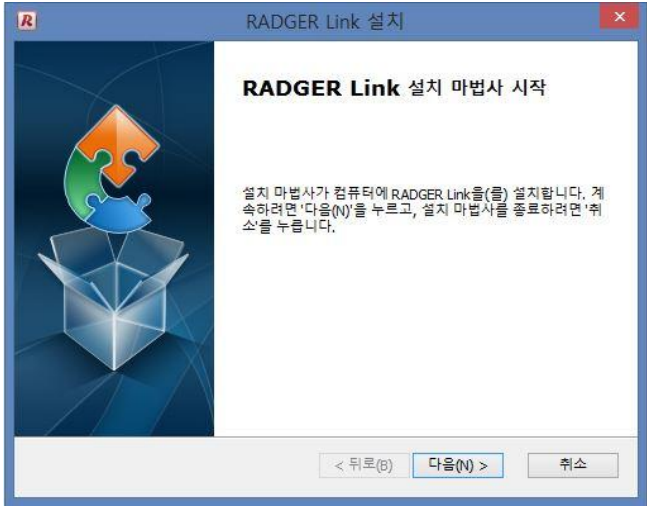 RADGER Link 설치
RADGER Link 설치 마법사 시작
설치 마법사가 컴퓨터에 RADGER Link을(를) 설치합니다. 계
속하려면 '다음(N)'을 누르고, 설치 마법사를 종료하려면 '취
소'를 누릅니다.
< 뒤로(B) 다음(N) > 취소